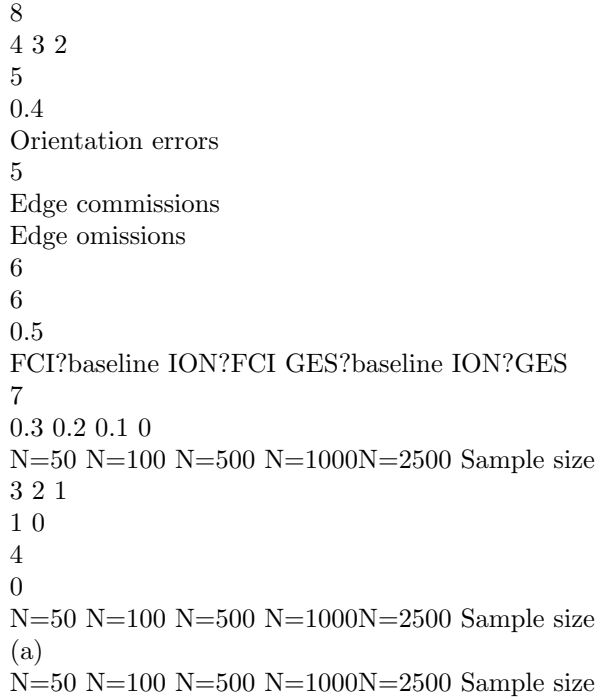 8
4 3 2
5
0.4
Orientation errors
5
Edge commissions
Edge omissions
6
6
0.5
FCI?baseline ION?FCI GES?baseline ION?GES
7
0.3 0.2 0.1 0
N=50 N=100 N=500 N=1000N=2500 Sample size
3 2 1
1 0
4
0
N=50 N=100 N=500 N=1000N=2500 Sample size
(a)
N=50 N=100 N=500 N=1000N=2500 Sample size